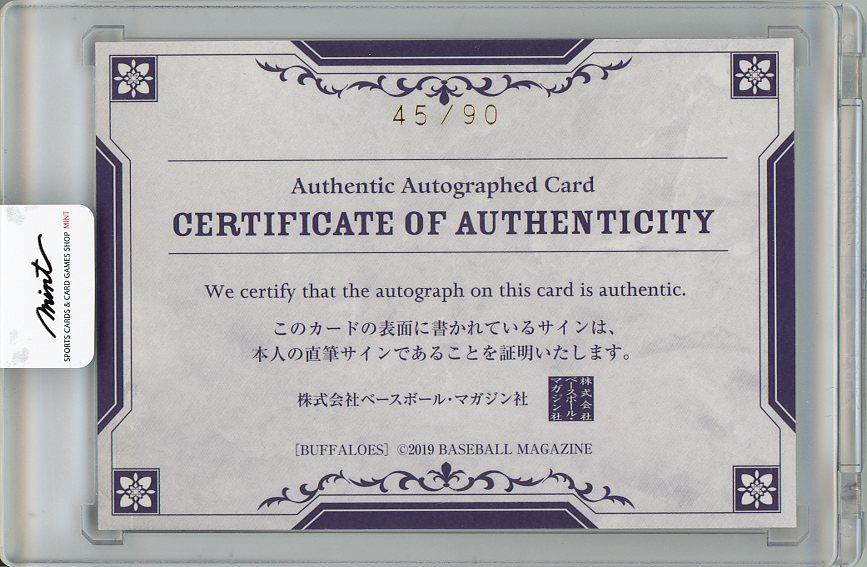 45/90
Authentic Autographed Card
CERTIFICATE OF AUTHENTICITY
We certify that the autograph on this card is authentic.
このカードの表面に書かれているサインは、
本人の直筆サインであることを証明いたします。
株式会社ベースボール・マガジン社
株式会社
ベースボール・
マガジン社
[BUFFALOES] ©2019 BASEBALL MAGAZINE
mint
SPORTS CARDS & CARD GAMES SHOP MINT